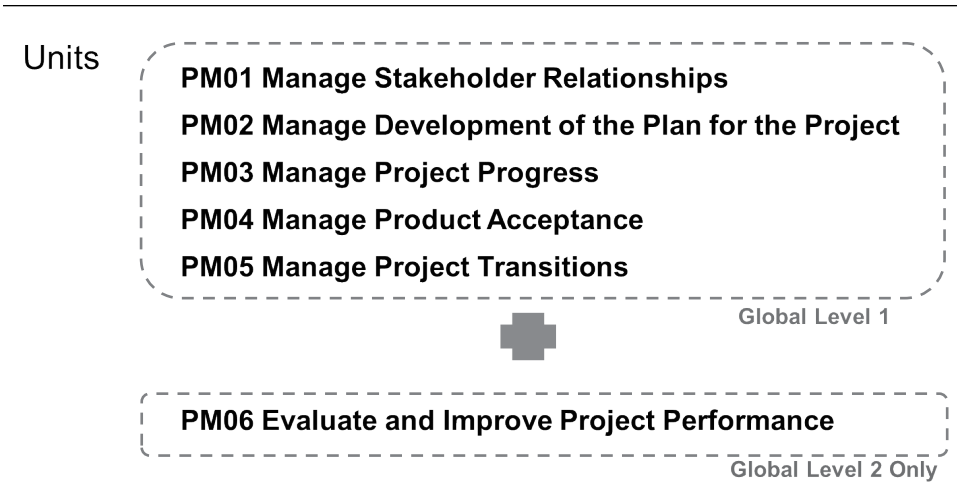 Units
PM01 Manage Stakeholder Relationships
PM02 Manage Development of the Plan for the Project
PM03 Manage Project Progress
PM04 Manage Product Acceptance
PM05 Manage Project Transitions
Global Level 1
PM06 Evaluate and Improve Project Performance
Global Level 2 Only